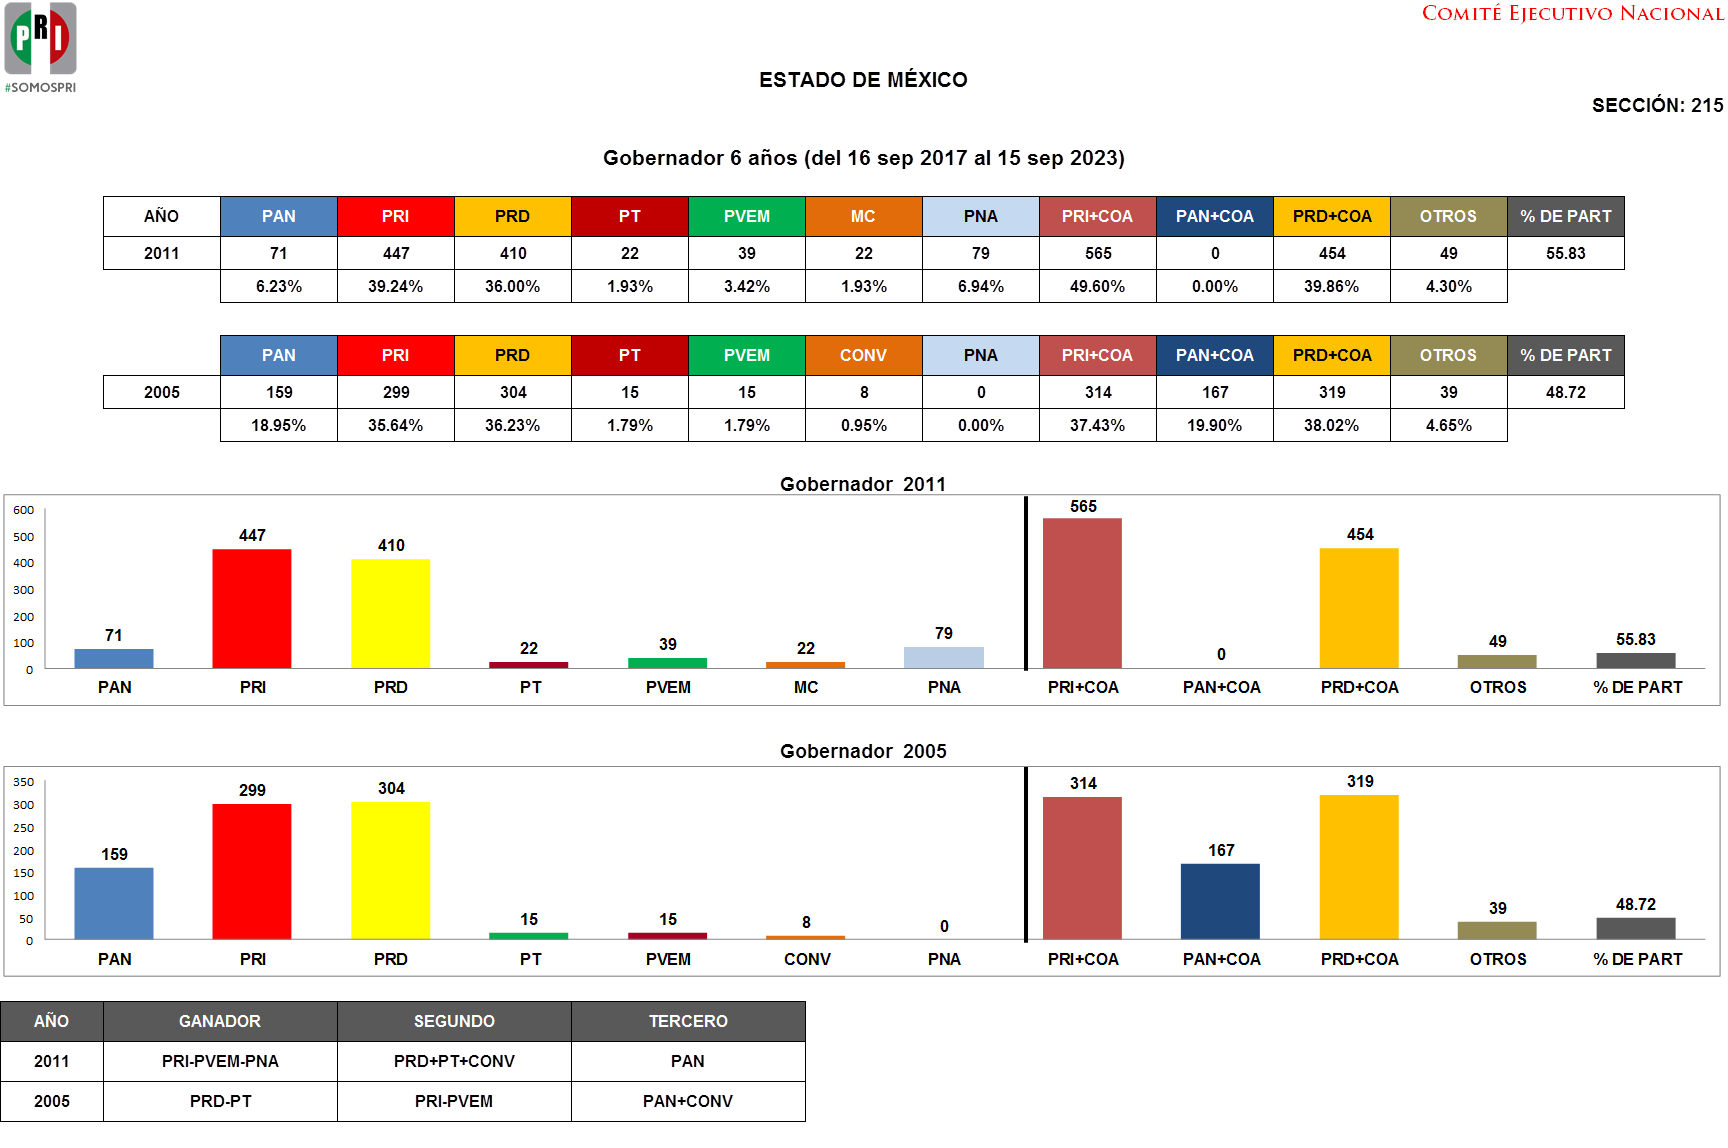 PRI
#SOMOSPRI
COMITÉ EJECUTIVO NACIONAL
ESTADO DE MÉXICO
SECCIÓN: 215
Gobernador 6 años (del 16 sep 2017 al 15 sep 2023)
AÑO PAN PRI PRD PT PVEM MC PNA PRI+COA PAN+COA PRD+COA OTROS % DE PART
2011 71 447 410 22 39 22 79 565 0 454 49 55.83
6.23% 39.24% 36.00% 1.93% 3.42% 1.93% 6.94% 49.60% 0.00% 39.86% 4.30%
PAN PRI PRD PT PVEM CONV PNA PRI+COA PAN+COA PRD+COA OTROS % DE PART
2005 159 299 304 15 15 8 0 314 167 319 39 48.72
18.95% 35.64% 36.23% 1.79% 1.79% 0.95% 0.00% 37.43% 19.90% 38.02% 4.65%
Gobernador 2011
600
500
400
300
200
100
0
71 447 410 22 39 22 79 565 0 454 49 55.83
PAN PRI PRD PT PVEM MC PNA PRI+COA PAN+COA PRD+COA OTROS % DE PART
Gobernador 2005
350
300
250
200
150
100
50
0
159 299 304 15 15 8 0 314 167 319 39 48.72
PAN PRI PRD PT PVEM CONV PNA PRI+COA PAN+COA PRD+COA OTROS % DE PART
AÑO GANADOR SEGUNDO TERCERO
2011 PRI-PVEM-PNA PRD+PT+CONV PAN
2005 PRD-PT PRI-PVEM PAN+CONV